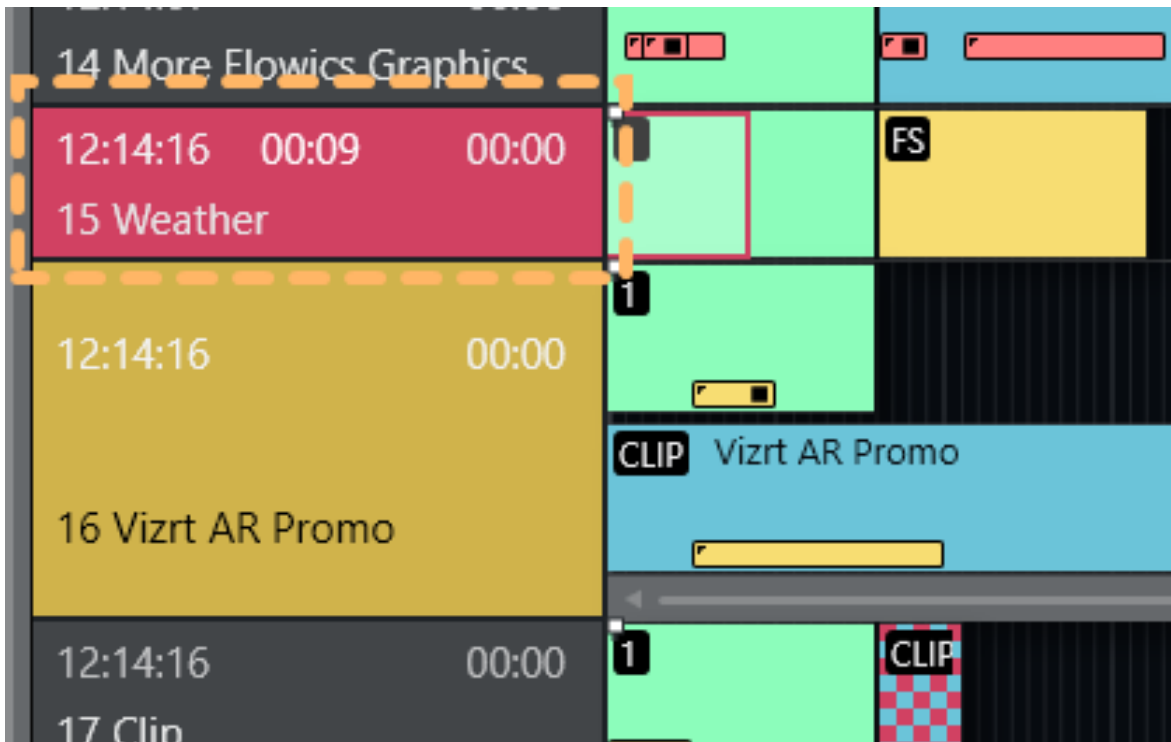 14 More Flowics Graphics
12:14:16 00:09 00:00
15 Weather
FS
1
12:14:16 00:00
16 Vizrt AR Promo
CLIP Vizrt AR Promo
12:14:16 00:00
17 Clip
1
CLIP